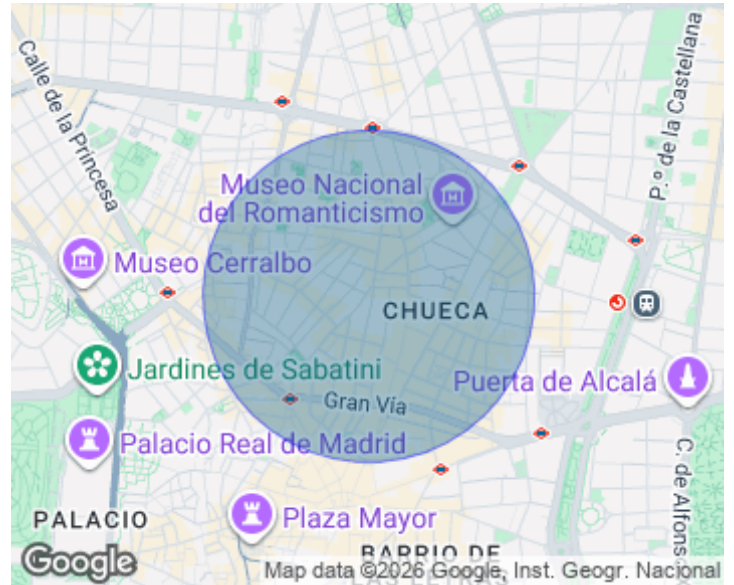 Calle de la Princesa
P.º de la Castellana
Museo Nacional
del Romanticismo
Museo Cerralbo
CHUECA
Jardines de Sabatini
Puerta de Alcalá
Gran Vía
Palacio Real de Madrid
C. de Alfons
PALACIO
Plaza Mayor
BARRIO DE
Google
Map data ©2026 Google, Inst. Geogr. Nacional